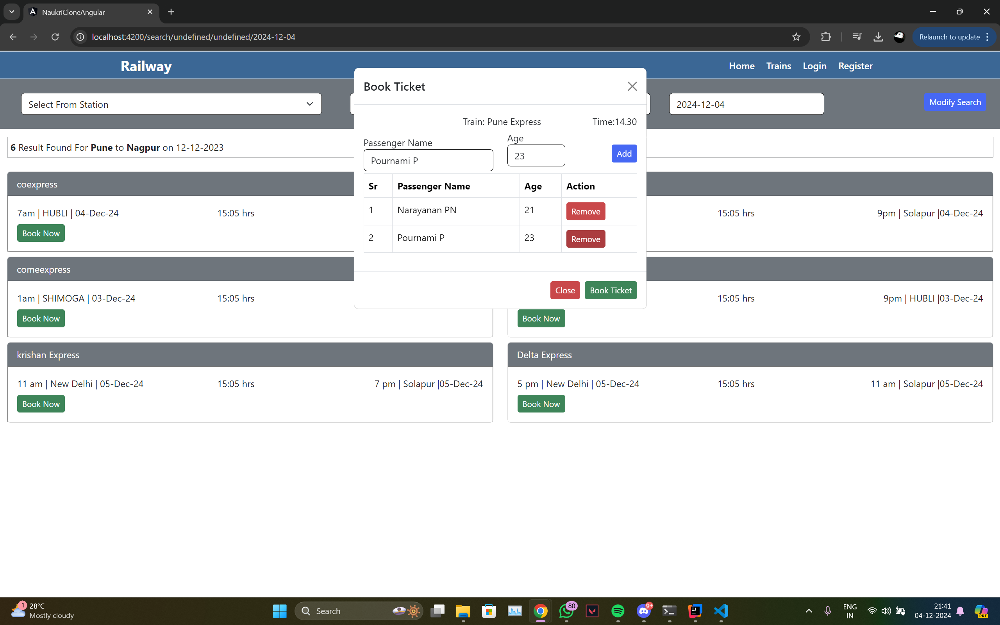 NaukriCloneAngular
localhost:4200/search/undefined/undefined/2024-12-04
Relaunch to update
Railway
Home Trains Login Register
Select From Station
2024-12-04
Modify Search
6 Result Found For Pune to Nagpur on 12-12-2023
Book Ticket
Train: Pune Express Time:14.30
Passenger Name Age
Pournami P 23 Add
Sr Passenger Name Age Action
1 Narayanan PN 21 Remove
2 Pournami P 23 Remove
Close Book Ticket
coexpress
7am | HUBLI | 04-Dec-24 15:05 hrs
Book Now
15:05 hrs 9pm | Solapur |04-Dec-24
comeexpress
1am | SHIMOGA | 03-Dec-24 15:05 hrs
Book Now
15:05 hrs 9pm | HUBLI |03-Dec-24
Book Now
krishan Express
11 am | New Delhi | 05-Dec-24 15:05 hrs 7 pm | Solapur |05-Dec-24
Book Now
Delta Express
5 pm | New Delhi | 05-Dec-24 15:05 hrs 11 am | Solapur |05-Dec-24
Book Now
1
28°C
Mostly cloudy
Search
80
9+
IJ
ENG
IN
21:41
04-12-2024
PRE